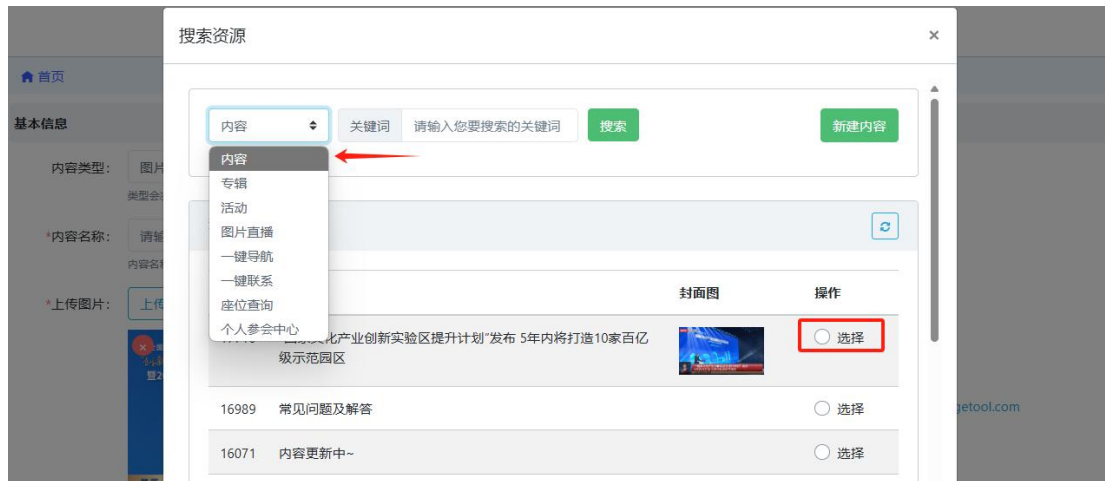 搜索资源
×
首页
基本信息
内容
关键词
请输入您要搜索的关键词
搜索
新建内容
内容
专辑
活动
图片直播
一键导航
一键联系
座位查询
个人参会中心
内容类型：
图片
类型会
*内容名称：
请输
内容名
*上传图片：
上传
封面图
操作
化产业创新实验区提升计划”发布 5年内将打造10家百亿
级示范园区
选择
16989
常见问题及解答
选择
16071
内容更新中~
选择
getool.com